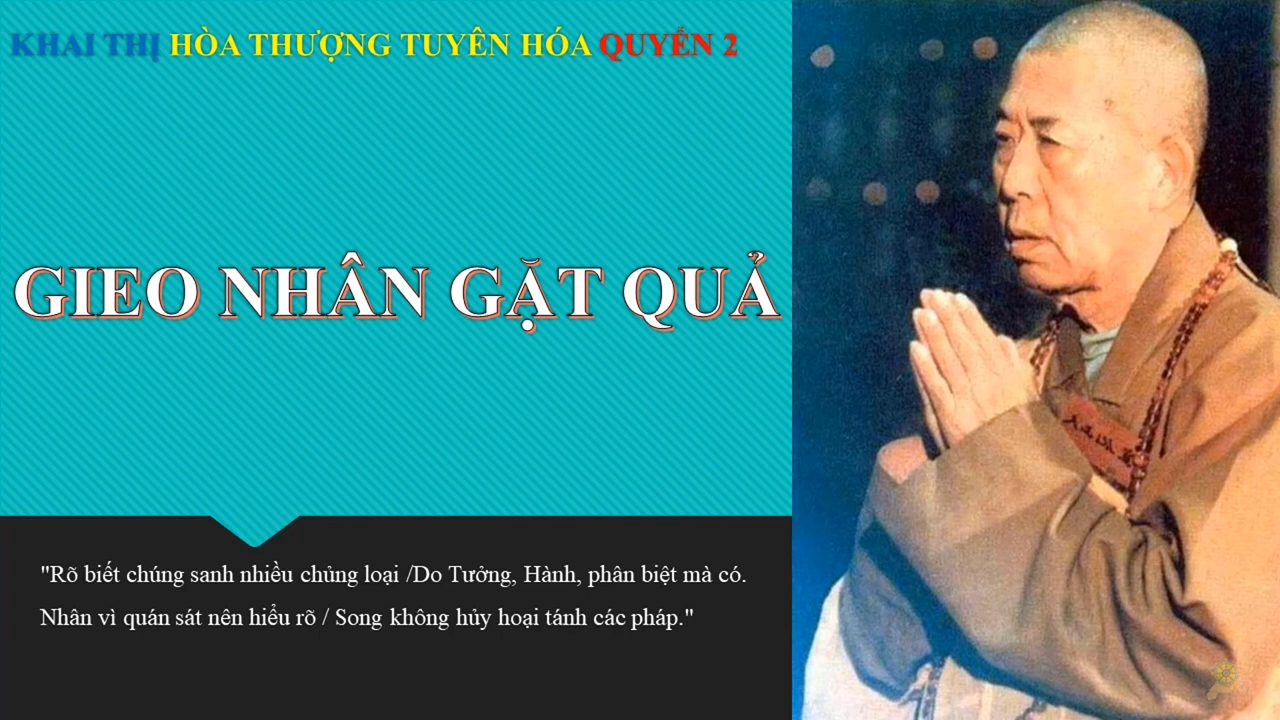 KHAI THỊ HÒA THƯỢNG TUYÊN HÓA QUYỂN 2
GIEO NHÂN GẶT QUẢ
"Rõ biết chúng sanh nhiều chủng loại /Do Tưởng, Hành, phân biệt mà có.
Nhân vì quán sát nên hiểu rõ / Song không hủy hoại tánh các pháp."